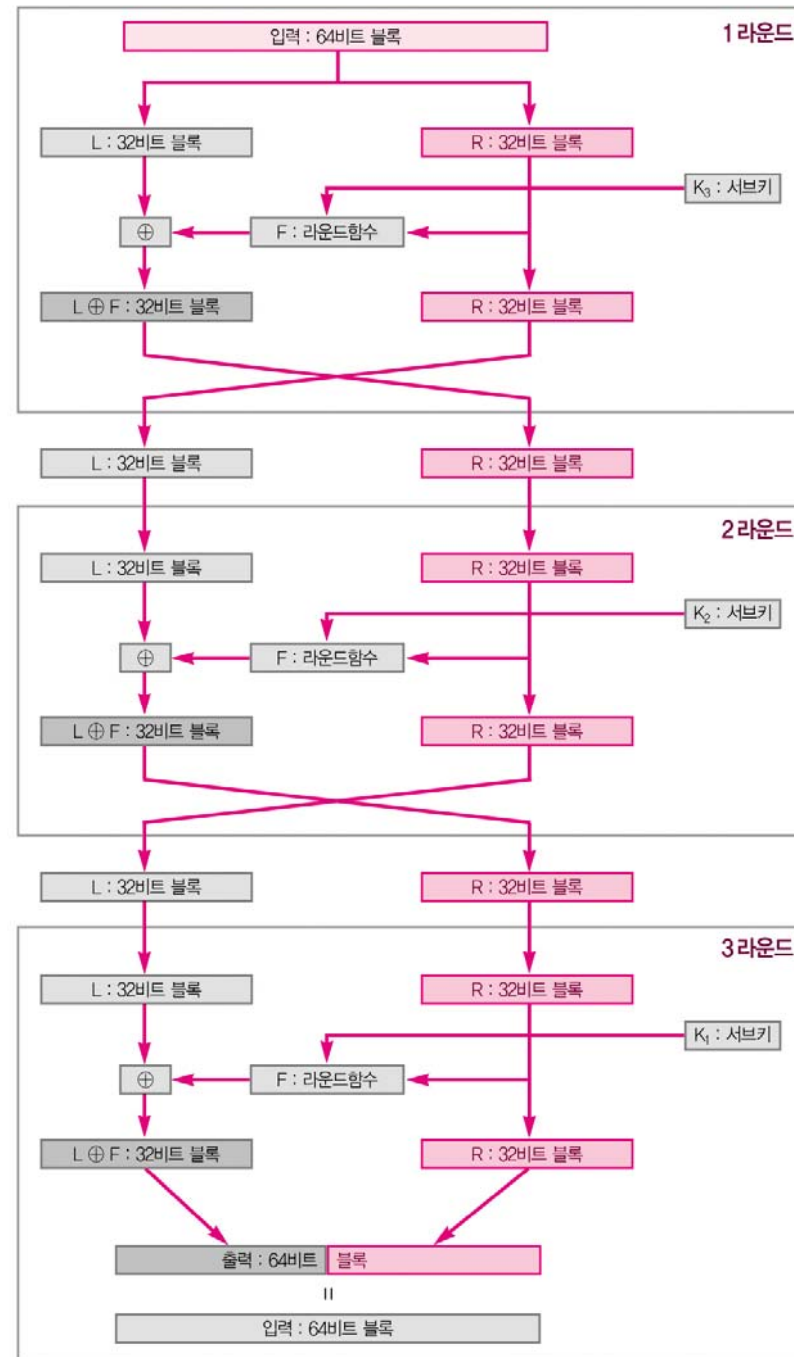 입력 : 64비트 블록
1 라운드
L : 32비트 블록
R : 32비트 블록
K₃ : 서브키
⊕
F : 라운드함수
L ⊕ F : 32비트 블록
R : 32비트 블록
L : 32비트 블록
R : 32비트 블록
2 라운드
L : 32비트 블록
R : 32비트 블록
K₂ : 서브키
⊕
F : 라운드함수
L ⊕ F : 32비트 블록
R : 32비트 블록
L : 32비트 블록
R : 32비트 블록
3 라운드
L : 32비트 블록
R : 32비트 블록
K₁ : 서브키
⊕
F : 라운드함수
L ⊕ F : 32비트 블록
R : 32비트 블록
출력 : 64비트 블록
=
입력 : 64비트 블록